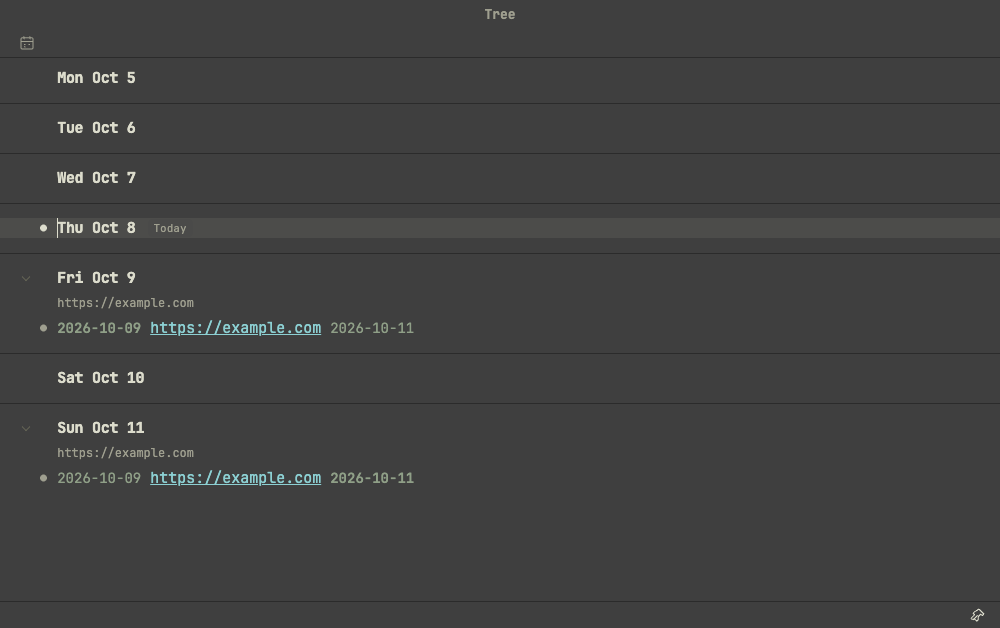 Tree
Mon Oct 5
Tue Oct 6
Wed Oct 7
Thu Oct 8 Today
Fri Oct 9
https://example.com
2026-10-09 https://example.com 2026-10-11
Sat Oct 10
Sun Oct 11
https://example.com
2026-10-09 https://example.com 2026-10-11